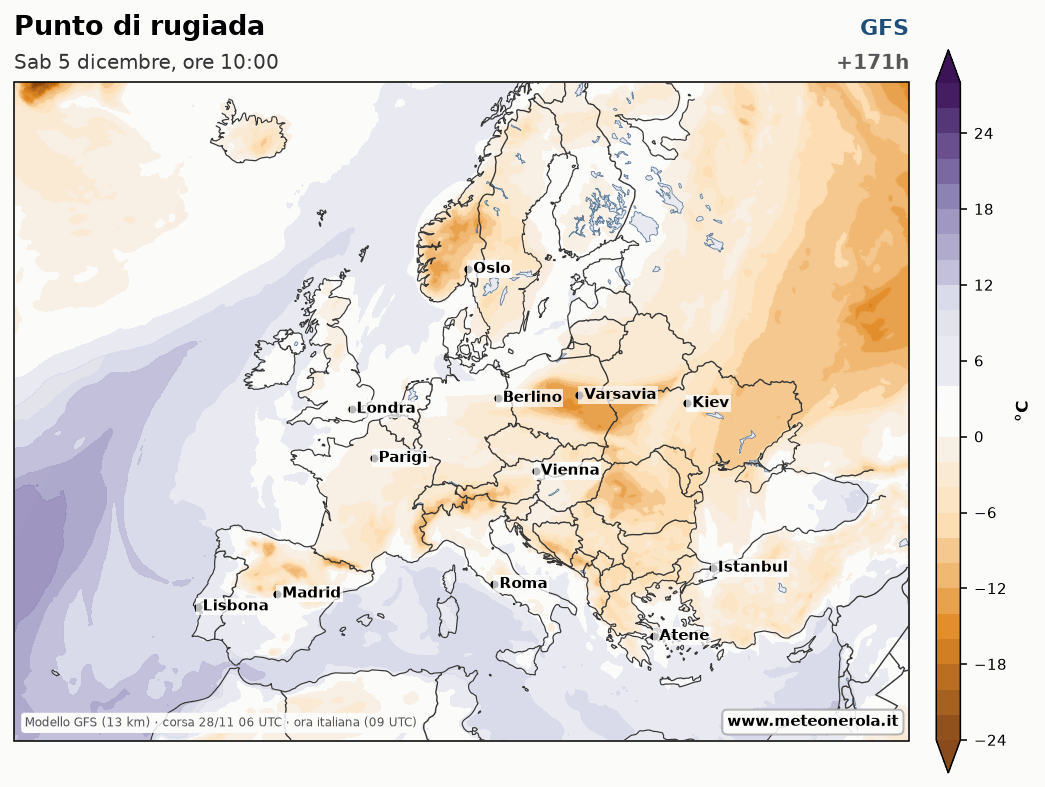 Punto di rugiada
GFS
Sab 5 dicembre, ore 10:00
+171h
Oslo
Londra
Berlino
Varsavia
Kiev
Parigi
Vienna
Istanbul
Roma
Madrid
Lisbona
Atene
24
18
12
6
0
−6
−12
−18
−24
°C
Modello GFS (13 km) · corsa 28/11 06 UTC · ora italiana (09 UTC)
www.meteonerola.it